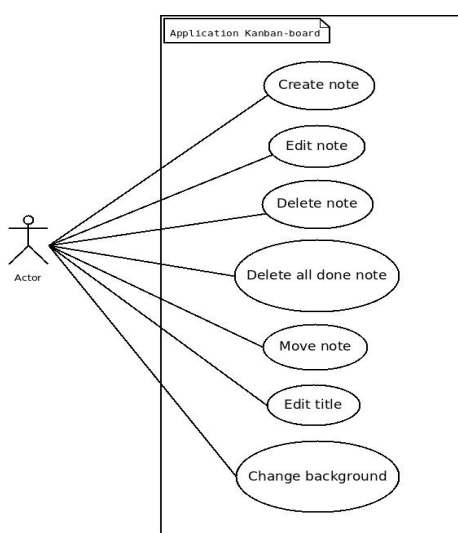 Application Kanban-board
Create note
Edit note
Delete note
Actor
Delete all done note
Move note
Edit title
Change background